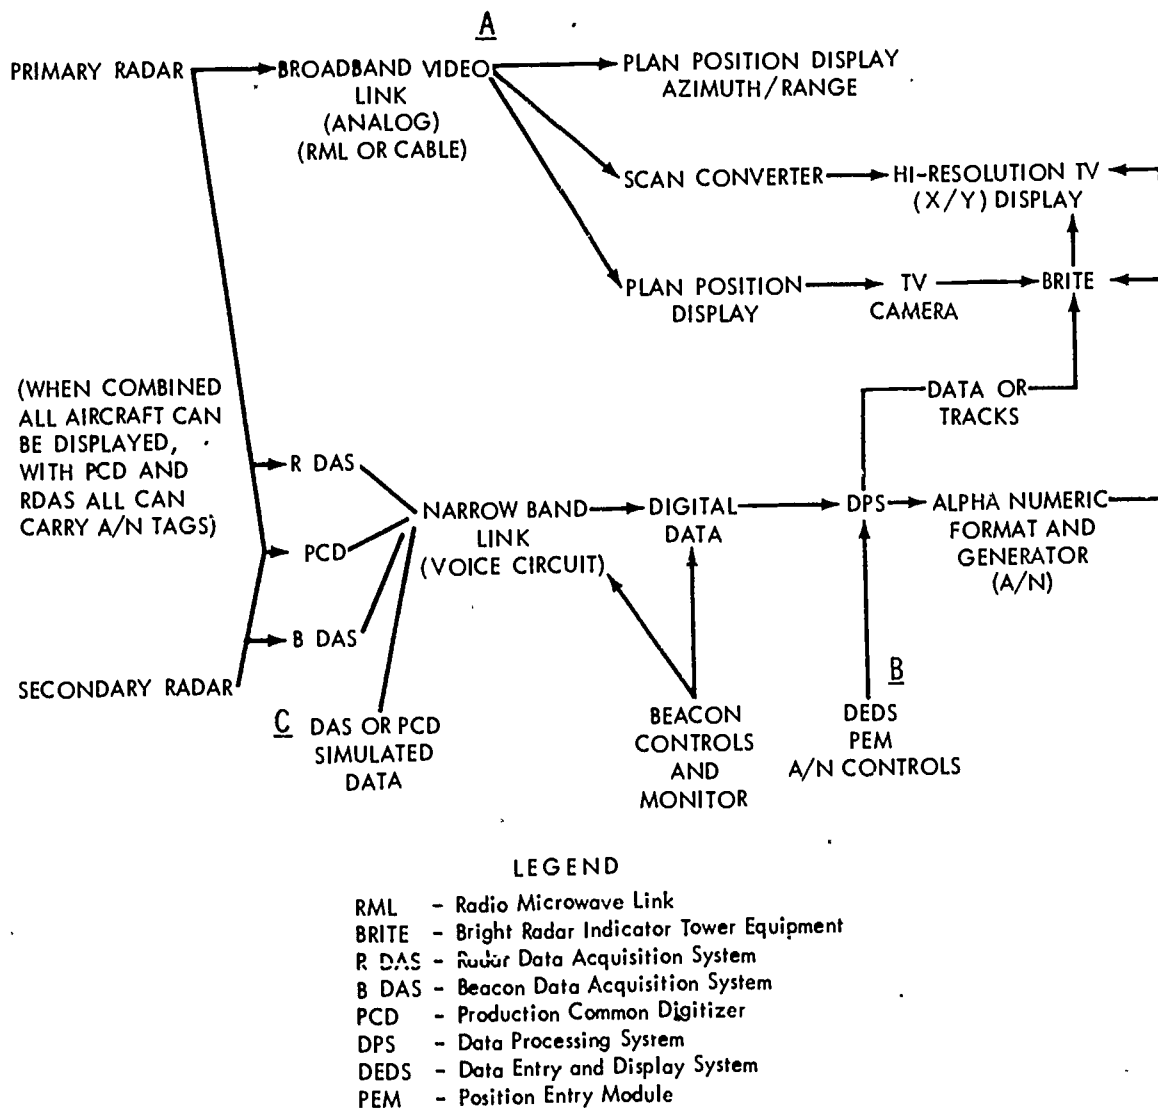 A
PRIMARY RADAR
BROADBAND VIDEO
LINK
(ANALOG)
(RML OR CABLE)
PLAN POSITION DISPLAY
AZIMUTH/RANGE
SCAN CONVERTER
HI-RESOLUTION TV
(X/Y) DISPLAY
PLAN POSITION
DISPLAY
TV
CAMERA
BRITE
(WHEN COMBINED
ALL AIRCRAFT CAN
BE DISPLAYED,
WITH PCD AND
RDAS ALL CAN
CARRY A/N TAGS)
DATA OR
TRACKS
R DAS
PCD
B DAS
NARROW BAND
LINK
(VOICE CIRCUIT)
DIGITAL
DATA
DPS
ALPHA NUMERIC
FORMAT AND
GENERATOR
(A/N)
SECONDARY RADAR
C
DAS OR PCD
SIMULATED
DATA
BEACON
CONTROLS
AND
MONITOR
B
DEDS
PEM
A/N CONTROLS
LEGEND
RML - Radio Microwave Link
BRITE - Bright Radar Indicator Tower Equipment
R DAS - Radar Data Acquisition System
B DAS - Beacon Data Acquisition System
PCD - Production Common Digitizer
DPS - Data Processing System
DEDS - Data Entry and Display System
PEM - Position Entry Module